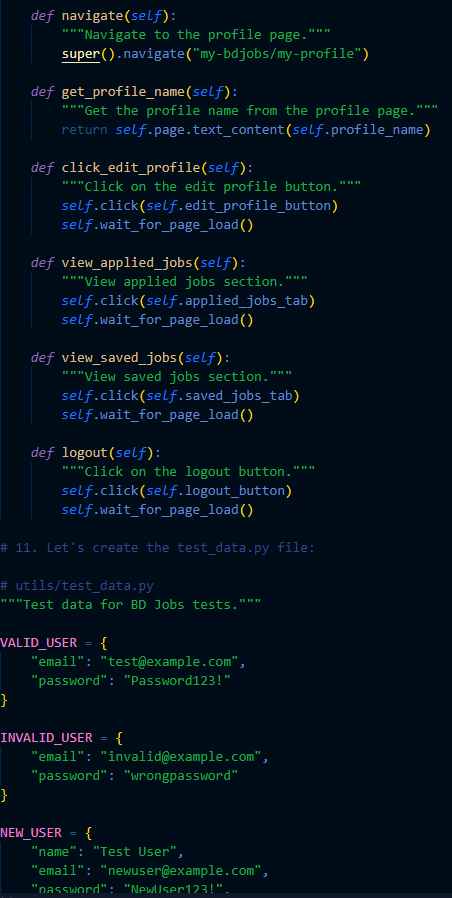 def navigate(self):
"""Navigate to the profile page."""
super().navigate("my-bdjobs/my-profile")
def get_profile_name(self):
"""Get the profile name from the profile page."""
return self.page.text_content(self.profile_name)
def click_edit_profile(self):
"""Click on the edit profile button."""
self.click(self.edit_profile_button)
self.wait_for_page_load()
def view_applied_jobs(self):
"""View applied jobs section."""
self.click(self.applied_jobs_tab)
self.wait_for_page_load()
def view_saved_jobs(self):
"""View saved jobs section."""
self.click(self.saved_jobs_tab)
self.wait_for_page_load()
def logout(self):
"""Click on the logout button."""
self.click(self.logout_button)
self.wait_for_page_load()
# 11. Let's create the test_data.py file:
# utils/test_data.py
"""Test data for BD Jobs tests."""
VALID_USER = {
"email": "test@example.com",
"password": "Password123!"
}
INVALID_USER = {
"email": "invalid@example.com",
"password": "wrongpassword"
}
NEW_USER = {
"name": "Test User",
"email": "newuser@example.com",
"password": "NewUser123!",